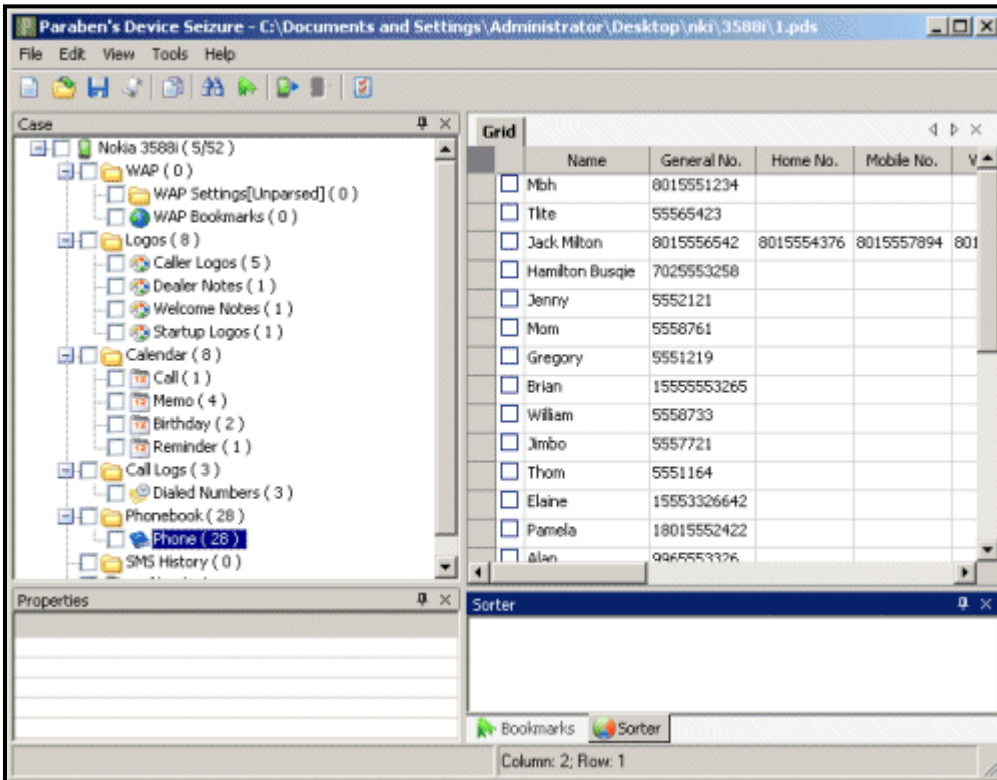 Paraben's Device Seizure - C:\Documents and Settings\Administrator\Desktop\nki\3588i\1.pds
File Edit View Tools Help
Case
Nokia 3588i ( 5/52 )
WAP ( 0 )
WAP Settings[Unparsed] ( 0 )
WAP Bookmarks ( 0 )
Logos ( 8 )
Caller Logos ( 5 )
Dealer Notes ( 1 )
Welcome Notes ( 1 )
Startup Logos ( 1 )
Calendar ( 8 )
Call ( 1 )
Memo ( 4 )
Birthday ( 2 )
Reminder ( 1 )
Call Logs ( 3 )
Dialed Numbers ( 3 )
Phonebook ( 28 )
Phone ( 28 )
SMS History ( 0 )
Grid
Name General No. Home No. Mobile No. V
Mbh 8015551234
Tlite 55565423
Jack Milton 8015556542 8015554376 8015557894 801
Hamilton Busqie 7025553258
Jenny 5552121
Mom 5558761
Gregory 5551219
Brian 15555553265
William 5558733
Jimbo 5557721
Thom 5551164
Elaine 15553326642
Pamela 18015552422
Alan 9965553326
Properties
Sorter
Bookmarks Sorter
Column: 2; Row: 1